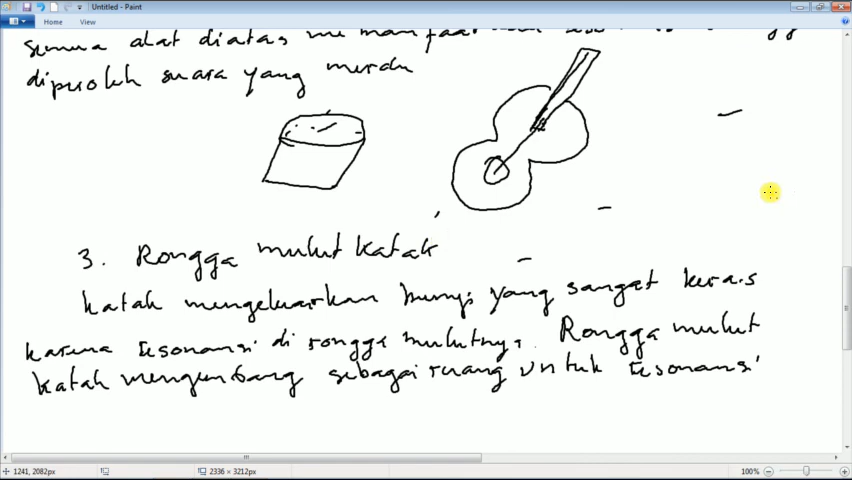 Untitled - Paint
Home View
semua alat diatas memanfaatkan
diperoleh suara yang merdu
3. Rongga mulut katak
katak mengeluarkan bunyi yang sangat keras
karena resonansi di rongga mulutnya. Rongga mulut
katak mengembang sebagai ruang untuk resonansi
1241, 2082px 2336 × 3212px 100%